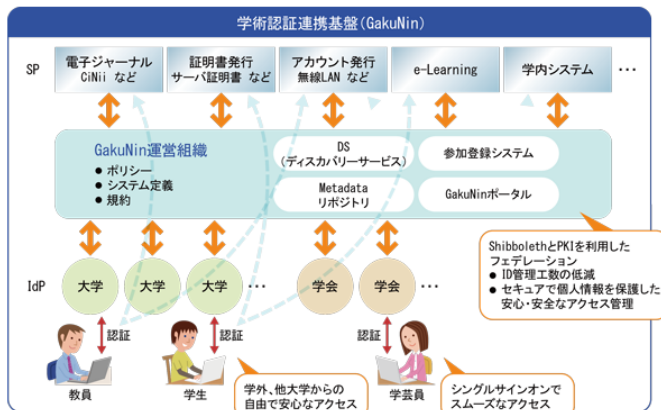 学術認証連携基盤(GakuNin)
SP
電子ジャーナル
CiNii など
証明書発行
サーバ証明書 など
アカウント発行
無線LAN など
e-Learning
学内システム
…
GakuNin運営組織
● ポリシー
● システム定義
● 規約
DS
(ディスカバリーサービス)
参加登録システム
Metadata
リポジトリ
GakuNinポータル
ShibbolethとPKIを利用した
フェデレーション
● ID管理工数の低減
● セキュアで個人情報を保護した
安心・安全なアクセス管理
IdP
大学
大学
大学
…
学会
学会
…
認証
認証
認証
教員
学生
学芸員
学外、他大学からの
自由で安心なアクセス
シングルサインオンで
スムーズなアクセス